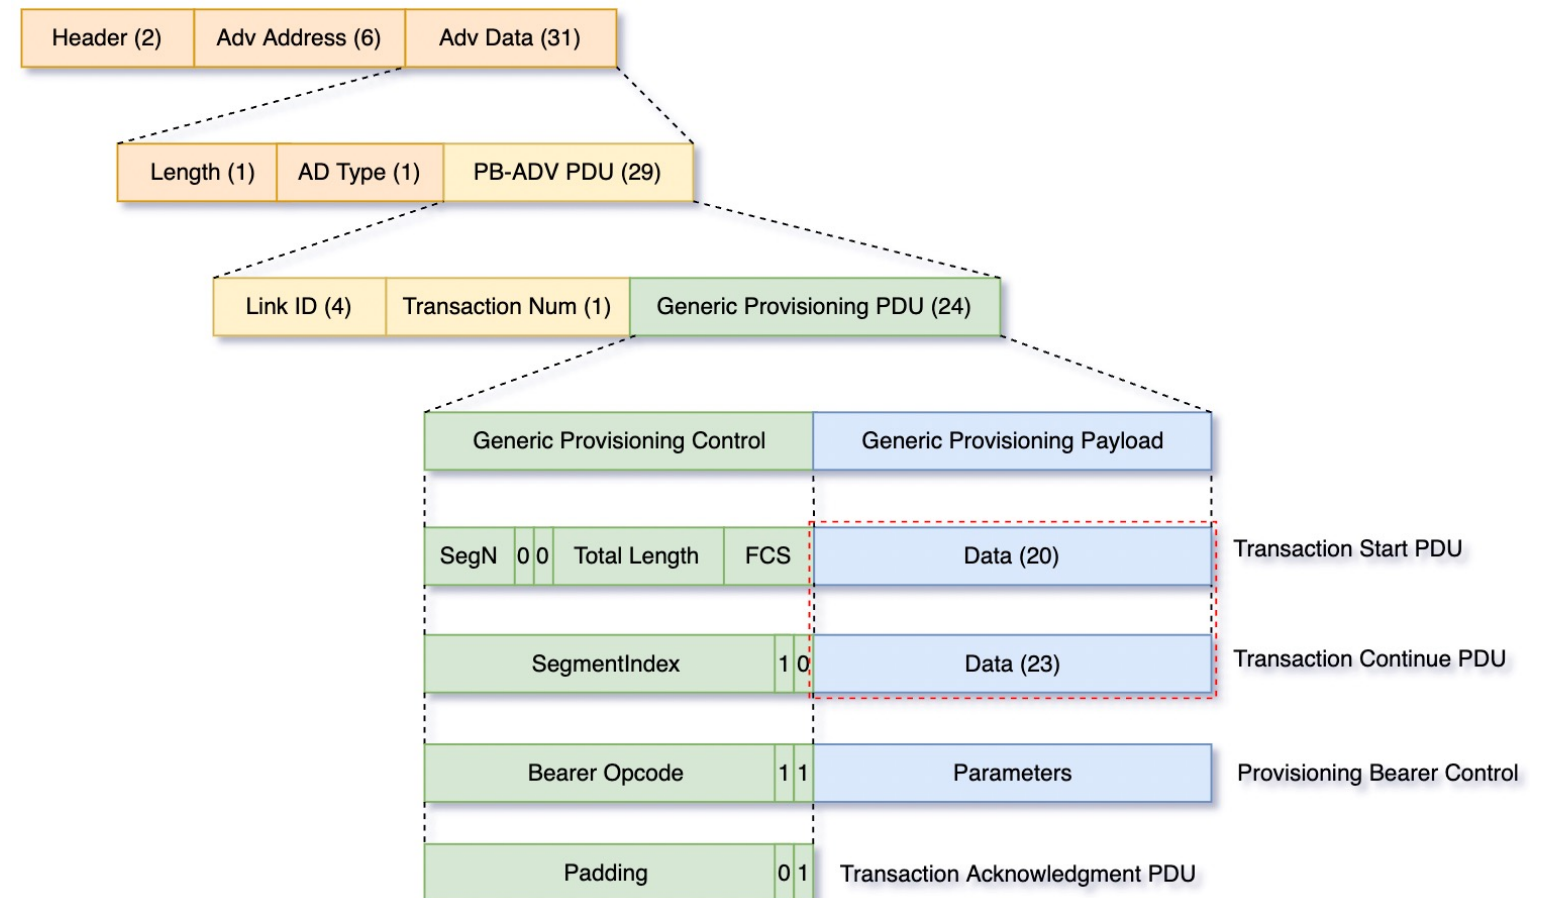 Header (2) Adv Address (6) Adv Data (31)
Length (1) AD Type (1) PB-ADV PDU (29)
Link ID (4) Transaction Num (1) Generic Provisioning PDU (24)
Generic Provisioning Control Generic Provisioning Payload
SegN 0 0 Total Length FCS Data (20) Transaction Start PDU
SegmentIndex 1 0 Data (23) Transaction Continue PDU
Bearer Opcode 1 1 Parameters Provisioning Bearer Control
Padding 0 1 Transaction Acknowledgment PDU